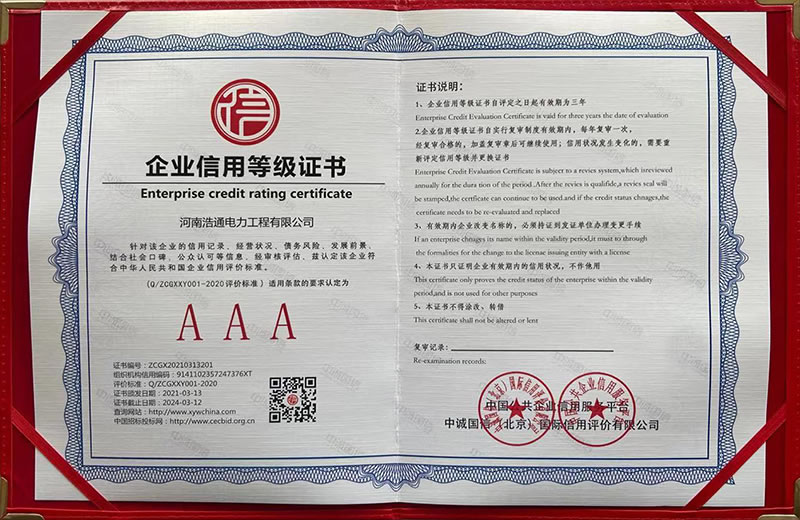 企业信用等级证书
Enterprise credit rating certificate
河南浩通电力工程有限公司
针对该企业的信用记录、经营状况、债务风险、发展前景、
结合社会口碑、公众认可等信息、经审核评估、兹认定该企业符
合中华人民共和国企业信用评价标准。
(Q/ZCGXXY001-2020评价标准）适用条款的要求认定为
AAA
证书编号：ZCGX20210313201
组织机构信用编码：9141102357247376XT
评价标准：Q/ZCGXXY001-2020
证书颁发日期：2021-03-13
证书截止日期：2024-03-12
查询网站：http://www.xywchina.com
中国招标投标网：http://www.cecbid.org.cn
证书说明：
1、企业信用等级证书自评定之日起有效期为三年
Enterprise Credit Evaluation Certificate is vaid for three years the date of evaluation
2.企业信用等级证书自实行复审制度有效期内，每年复审一次，
经复审合格的，加盖复审章后可继续使用；信用状况发生变化的，需要重
新评定信用等级并更换证书
Enterprise Credit Evaluation Certificate is subject to a revies system,which isreviewed
annually for the dura tion of the period .After the revies is qualifide,a revies seal will
be stamped,the certficate can continue to be used.and if the credit status chnages,the
certificate needs to be re-evaluated and replaced
3、有效期内企业改变名称的，必须持证到发证单位办理变更手续
If an enterprise chnages its name within the validity period,it must to through
the formalities for the change to the license issuing entity with a license
4、本证书只证明企业有效期内的信用状况，不作他用
This certificate only proves the credit status of the enterprise within the validity
period,and is not used for other purposes
5、本证书不得涂改、转借
This certificate shall not be altered or lent
复审记录：
Re-examination records:
中国公共企业信用服务平台
中诚国信（北京）国际信用评价有限公司